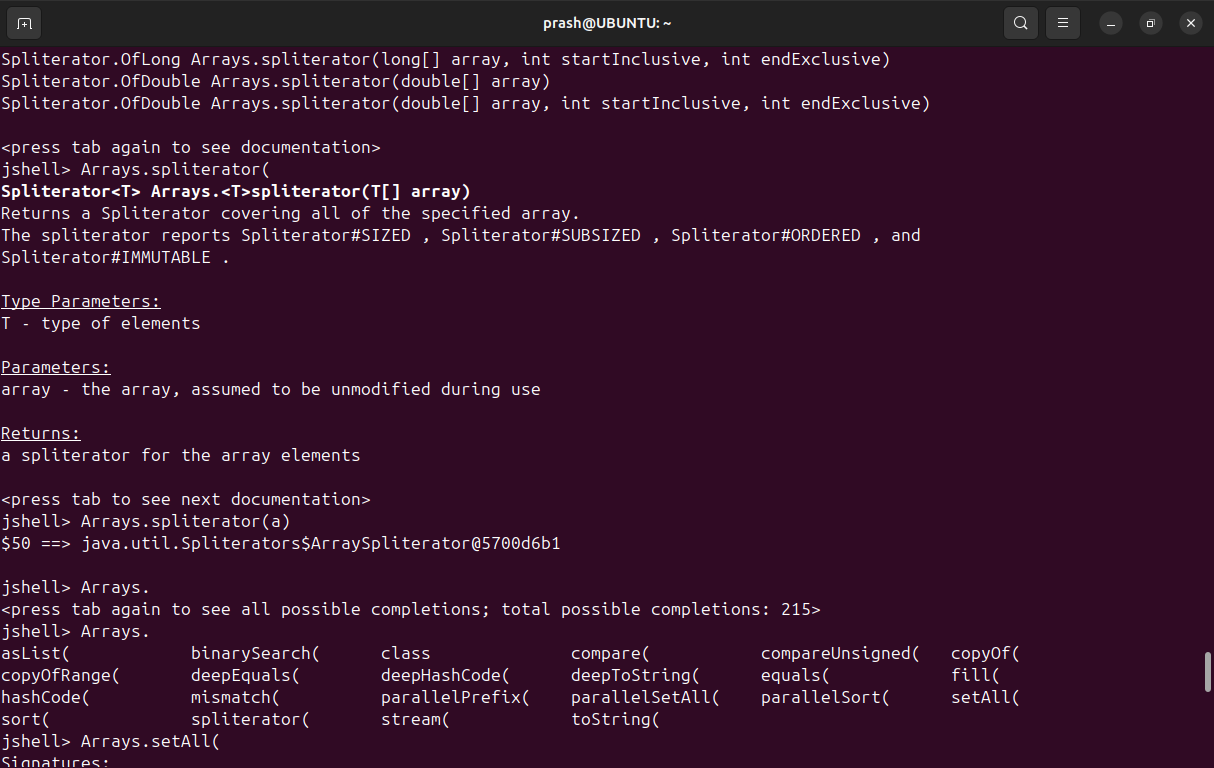 prash@UBUNTU: ~
Spliterator.OfLong Arrays.spliterator(long[] array, int startInclusive, int endExclusive)
Spliterator.OfDouble Arrays.spliterator(double[] array)
Spliterator.OfDouble Arrays.spliterator(double[] array, int startInclusive, int endExclusive)
<press tab again to see documentation>
jshell> Arrays.spliterator(
Spliterator<T> Arrays.<T>spliterator(T[] array)
Returns a Spliterator covering all of the specified array.
The spliterator reports Spliterator#SIZED , Spliterator#SUBSIZED , Spliterator#ORDERED , and
Spliterator#IMMUTABLE .
Type Parameters:
T - type of elements
Parameters:
array - the array, assumed to be unmodified during use
Returns:
a spliterator for the array elements
<press tab to see next documentation>
jshell> Arrays.spliterator(a)
$50 ==> java.util.Spliterators$ArraySpliterator@5700d6b1
jshell> Arrays.
<press tab again to see all possible completions; total possible completions: 215>
jshell> Arrays.
asList( binarySearch( class compare( compareUnsigned( copyOf(
copyOfRange( deepEquals( deepHashCode( deepToString( equals( fill(
hashCode( mismatch( parallelPrefix( parallelSetAll( parallelSort( setAll(
sort( spliterator( stream( toString(
jshell> Arrays.setAll(
Signatures: